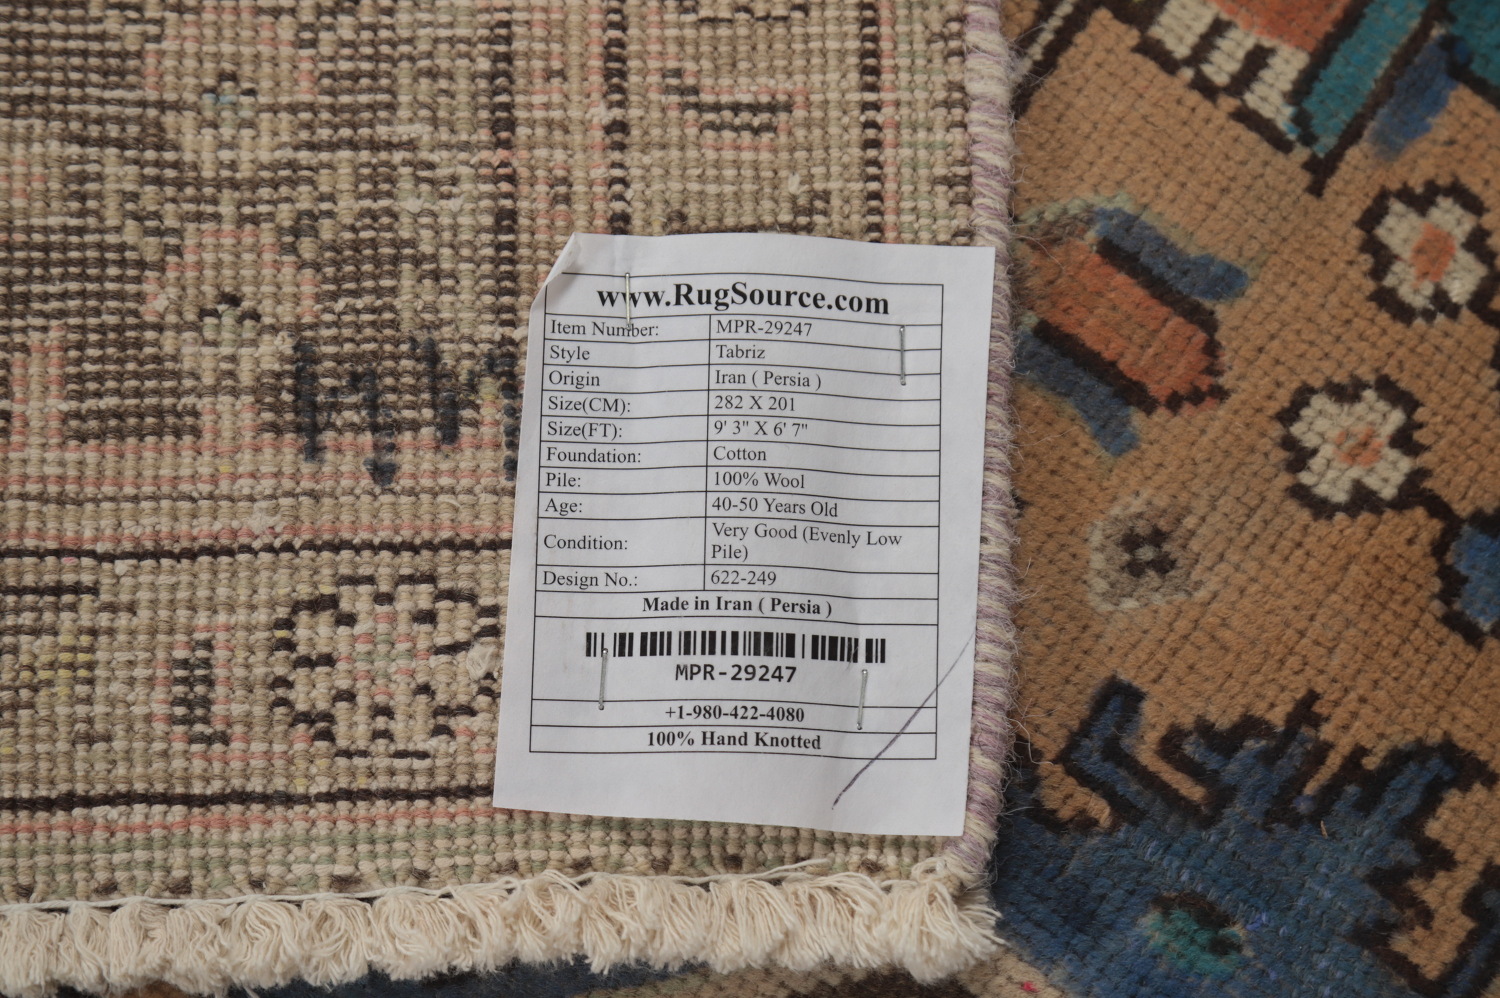 www.RugSource.com
Item Number: MPR-29247
Style Tabriz
Origin Iran ( Persia )
Size(CM): 282 X 201
Size(FT): 9' 3" X 6' 7"
Foundation: Cotton
Pile: 100% Wool
Age: 40-50 Years Old
Condition: Very Good (Evenly Low
Pile)
Design No.: 622-249
Made in Iran ( Persia )
MPR-29247
+1-980-422-4080
100% Hand Knotted